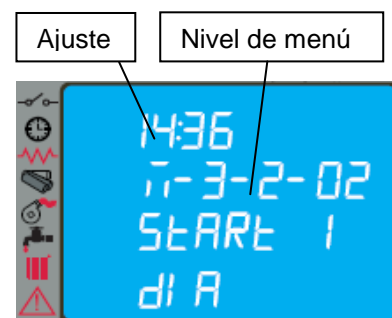 Ajuste
Nivel de menú
14:36
M-3-2-02
START 1
dI A